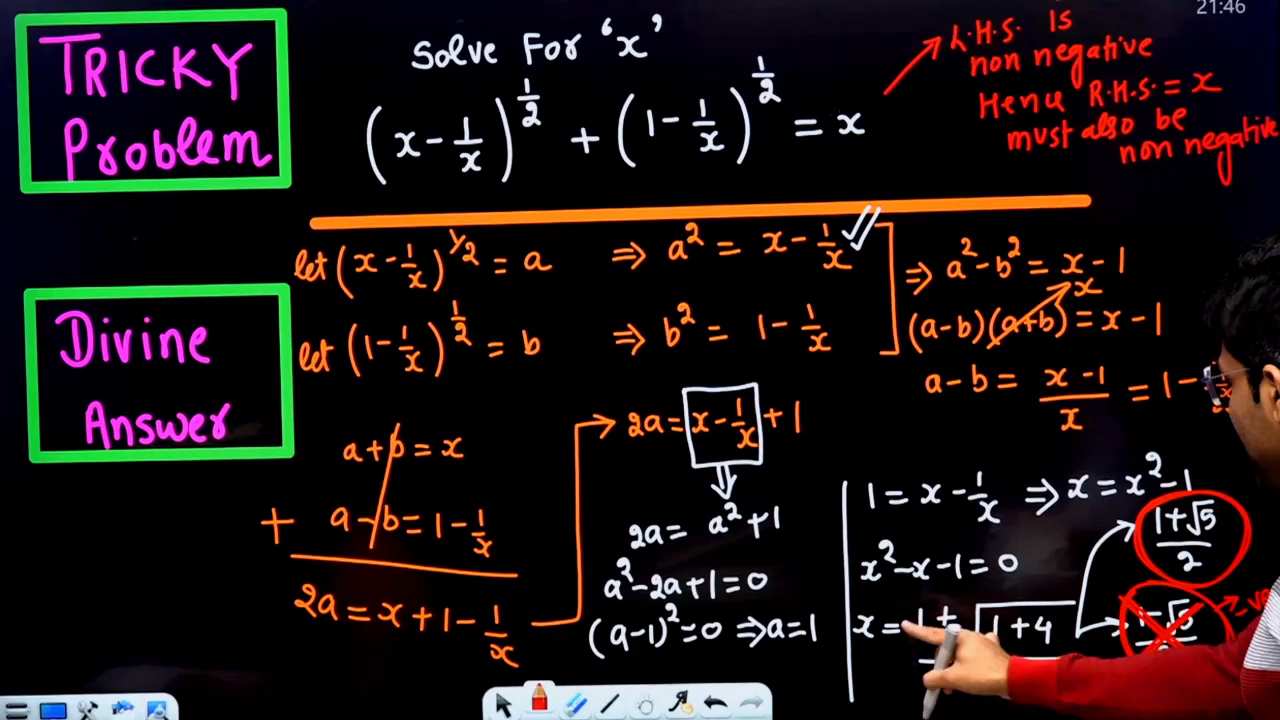 21:46
TRICKY
Problem
Solve For 'x'
(x - 1/x)^(1/2) + (1 - 1/x)^(1/2) = x
L.H.S. is
non negative
Hence R.H.S. = x
must also be
non negative
let (x - 1/x)^(1/2) = a ⇒ a² = x - 1/x
let (1 - 1/x)^(1/2) = b ⇒ b² = 1 - 1/x
⇒ a² - b² = x - 1
x
(a-b)(a+b) = x - 1
a - b = (x - 1)/x = 1 -
Divine
Answer
a + b = x
+ a - b = 1 - 1/x
2a = x + 1 - 1/x
2a = x - 1/x + 1
2a = a² + 1
a² - 2a + 1 = 0
(a-1)² = 0 ⇒ a = 1
1 = x - 1/x ⇒ x = x² - 1
x² - x - 1 = 0
x = 1 ± √(1 + 4)
(1 + √5)/2